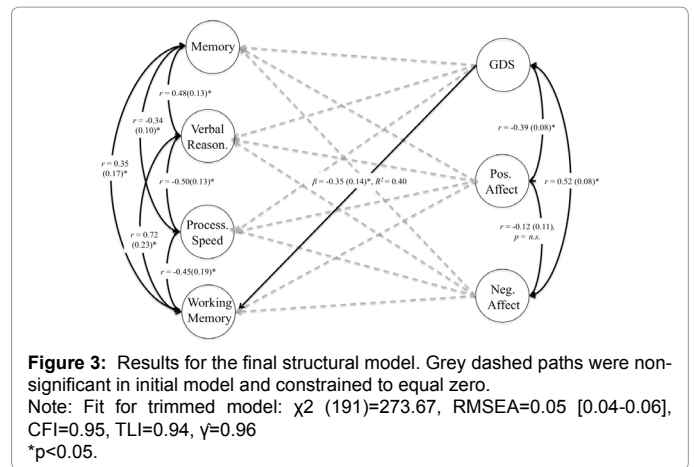 Memory
GDS
r = 0.48(0.13)*
r = -0.34
(0.10)*
r = -0.39 (0.08)*
Verbal
Reason.
r = 0.35
(0.17)*
r = -0.50(0.13)*
β = -0.35 (0.14)*, R² = 0.40
Pos.
Affect
r = 0.52 (0.08)*
r = 0.72
(0.23)*
Process.
Speed
r = -0.12 (0.11),
p = n.s.
r = -0.45(0.19)*
Neg.
Affect
Working
Memory
Figure 3: Results for the final structural model. Grey dashed paths were non-
significant in initial model and constrained to equal zero.
Note: Fit for trimmed model: χ2 (191)=273.67, RMSEA=0.05 [0.04-0.06],
CFI=0.95, TLI=0.94, γ̂=0.96
*p<0.05.